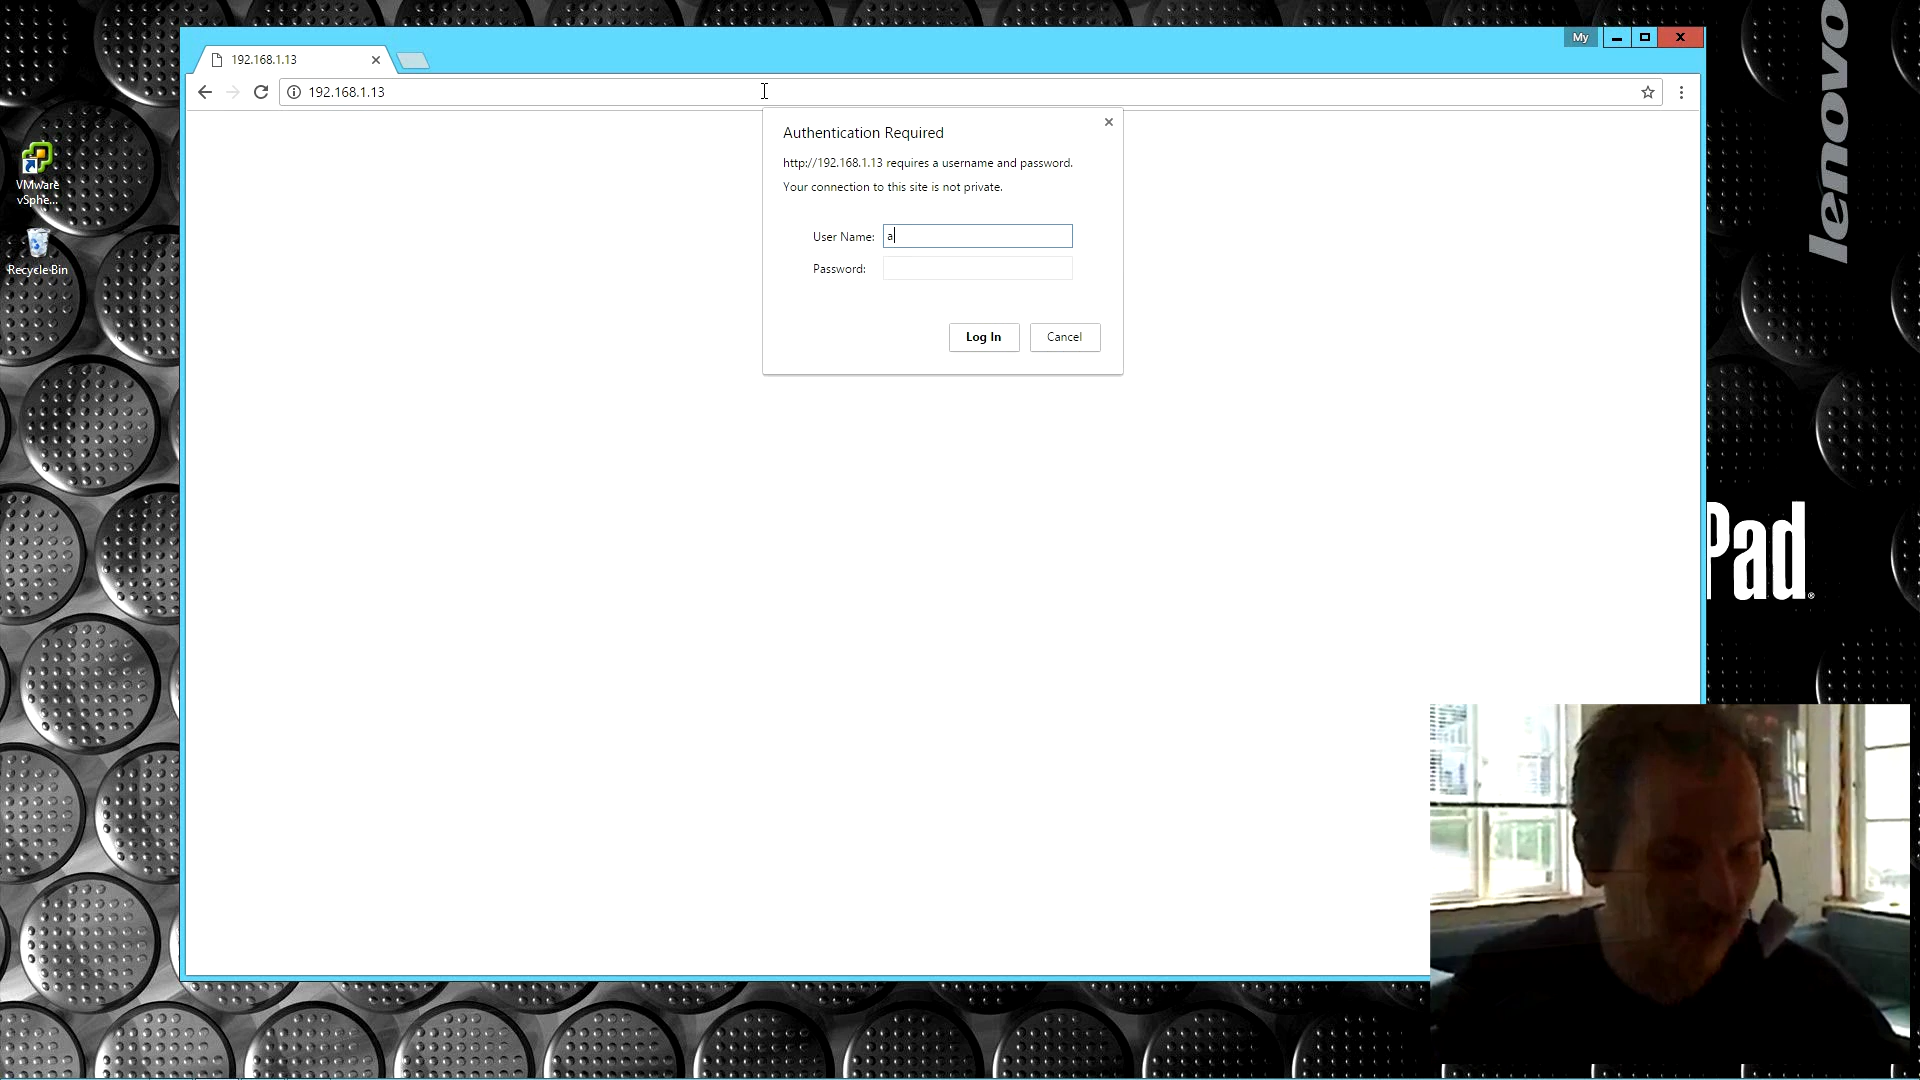 My
192.168.1.13
192.168.1.13
Authentication Required
http://192.168.1.13 requires a username and password.
Your connection to this site is not private.
User Name: a
Password:
Log In
Cancel
VMware
vSphe...
Recycle Bin
lenovo
Pad®